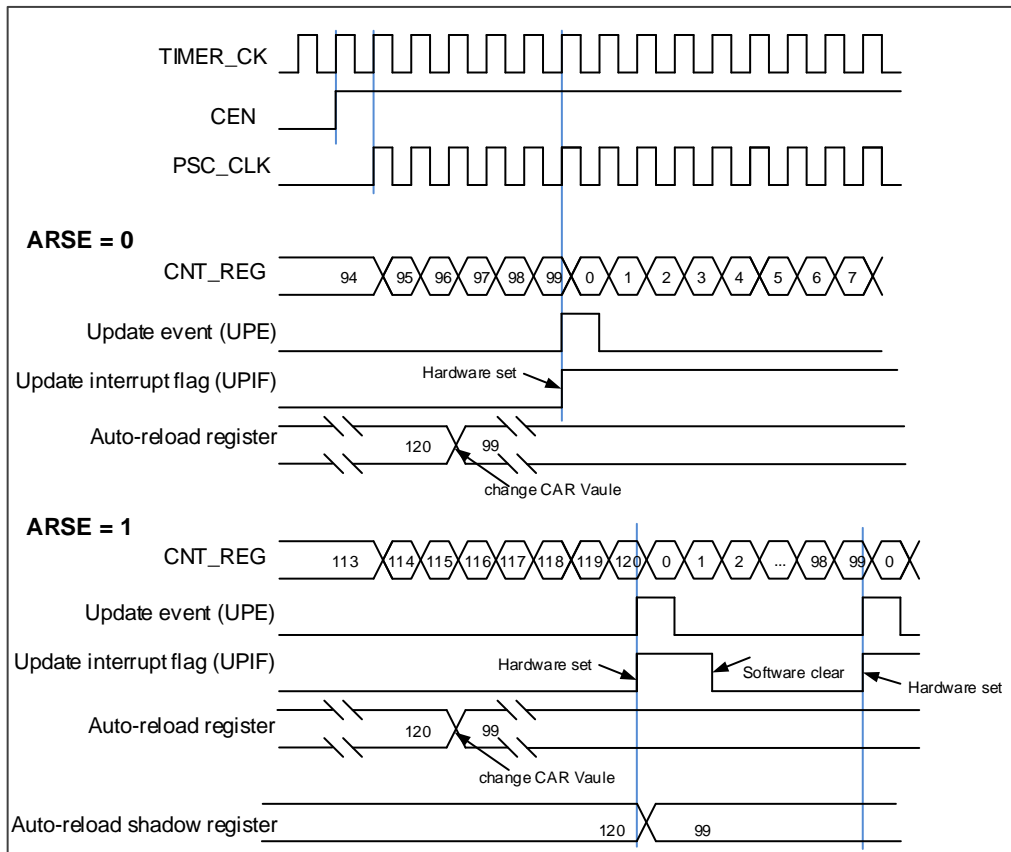 TIMER_CK
CEN
PSC_CLK
ARSE = 0
CNT_REG 94 95 96 97 98 99 0 1 2 3 4 5 6 7
Update event (UPE)
Update interrupt flag (UPIF) Hardware set
Auto-reload register 120 99
change CAR Vaule
ARSE = 1
CNT_REG 113 114 115 116 117 118 119 120 0 1 2 ... 98 99 0
Update event (UPE)
Update interrupt flag (UPIF) Hardware set Software clear Hardware set
Auto-reload register 120 99
change CAR Vaule
Auto-reload shadow register 120 99